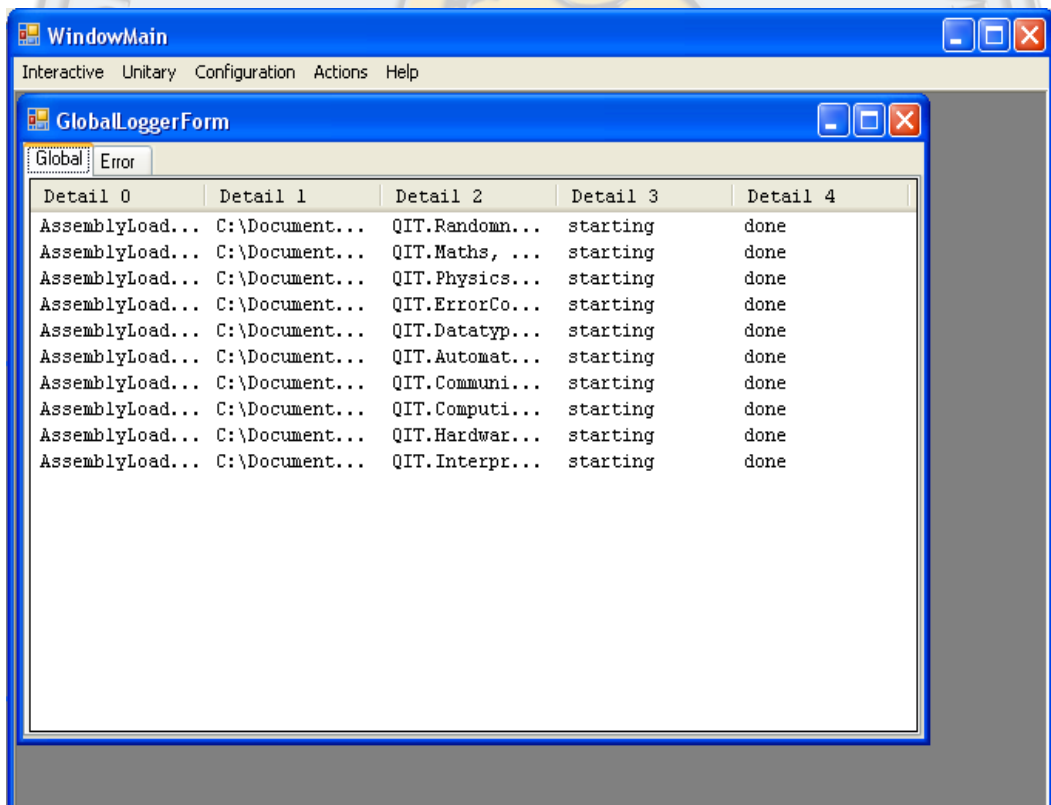 WindowMain
Interactive Unitary Configuration Actions Help
GlobalLoggerForm
Global Error
Detail 0 Detail 1 Detail 2 Detail 3 Detail 4
AssemblyLoad... C:\Document... QIT.Randomn... starting done
AssemblyLoad... C:\Document... QIT.Maths, ... starting done
AssemblyLoad... C:\Document... QIT.Physics... starting done
AssemblyLoad... C:\Document... QIT.ErrorCo... starting done
AssemblyLoad... C:\Document... QIT.Datatyp... starting done
AssemblyLoad... C:\Document... QIT.Automat... starting done
AssemblyLoad... C:\Document... QIT.Communi... starting done
AssemblyLoad... C:\Document... QIT.Computi... starting done
AssemblyLoad... C:\Document... QIT.Hardwar... starting done
AssemblyLoad... C:\Document... QIT.Interpr... starting done